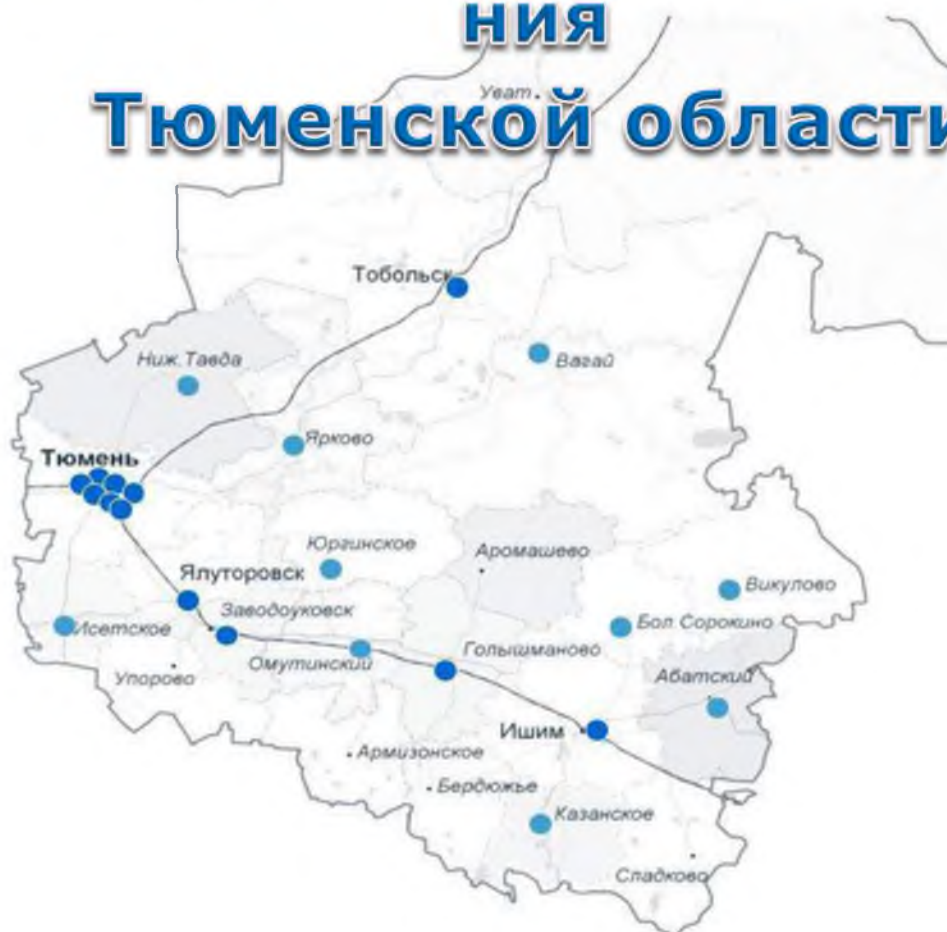 ния
Тюменской области
Уват
Тобольск
Вагай
Ниж.Тавда
Ярково
Тюмень
Юргинское
Аромашево
Ялуторовск
Викулово
Заводоуковск
Исетское
Бол.Сорокино
Омутинский
Голышманово
Упорово
Абатский
Ишим
Армизонское
Бердюжье
Казанское
Сладково